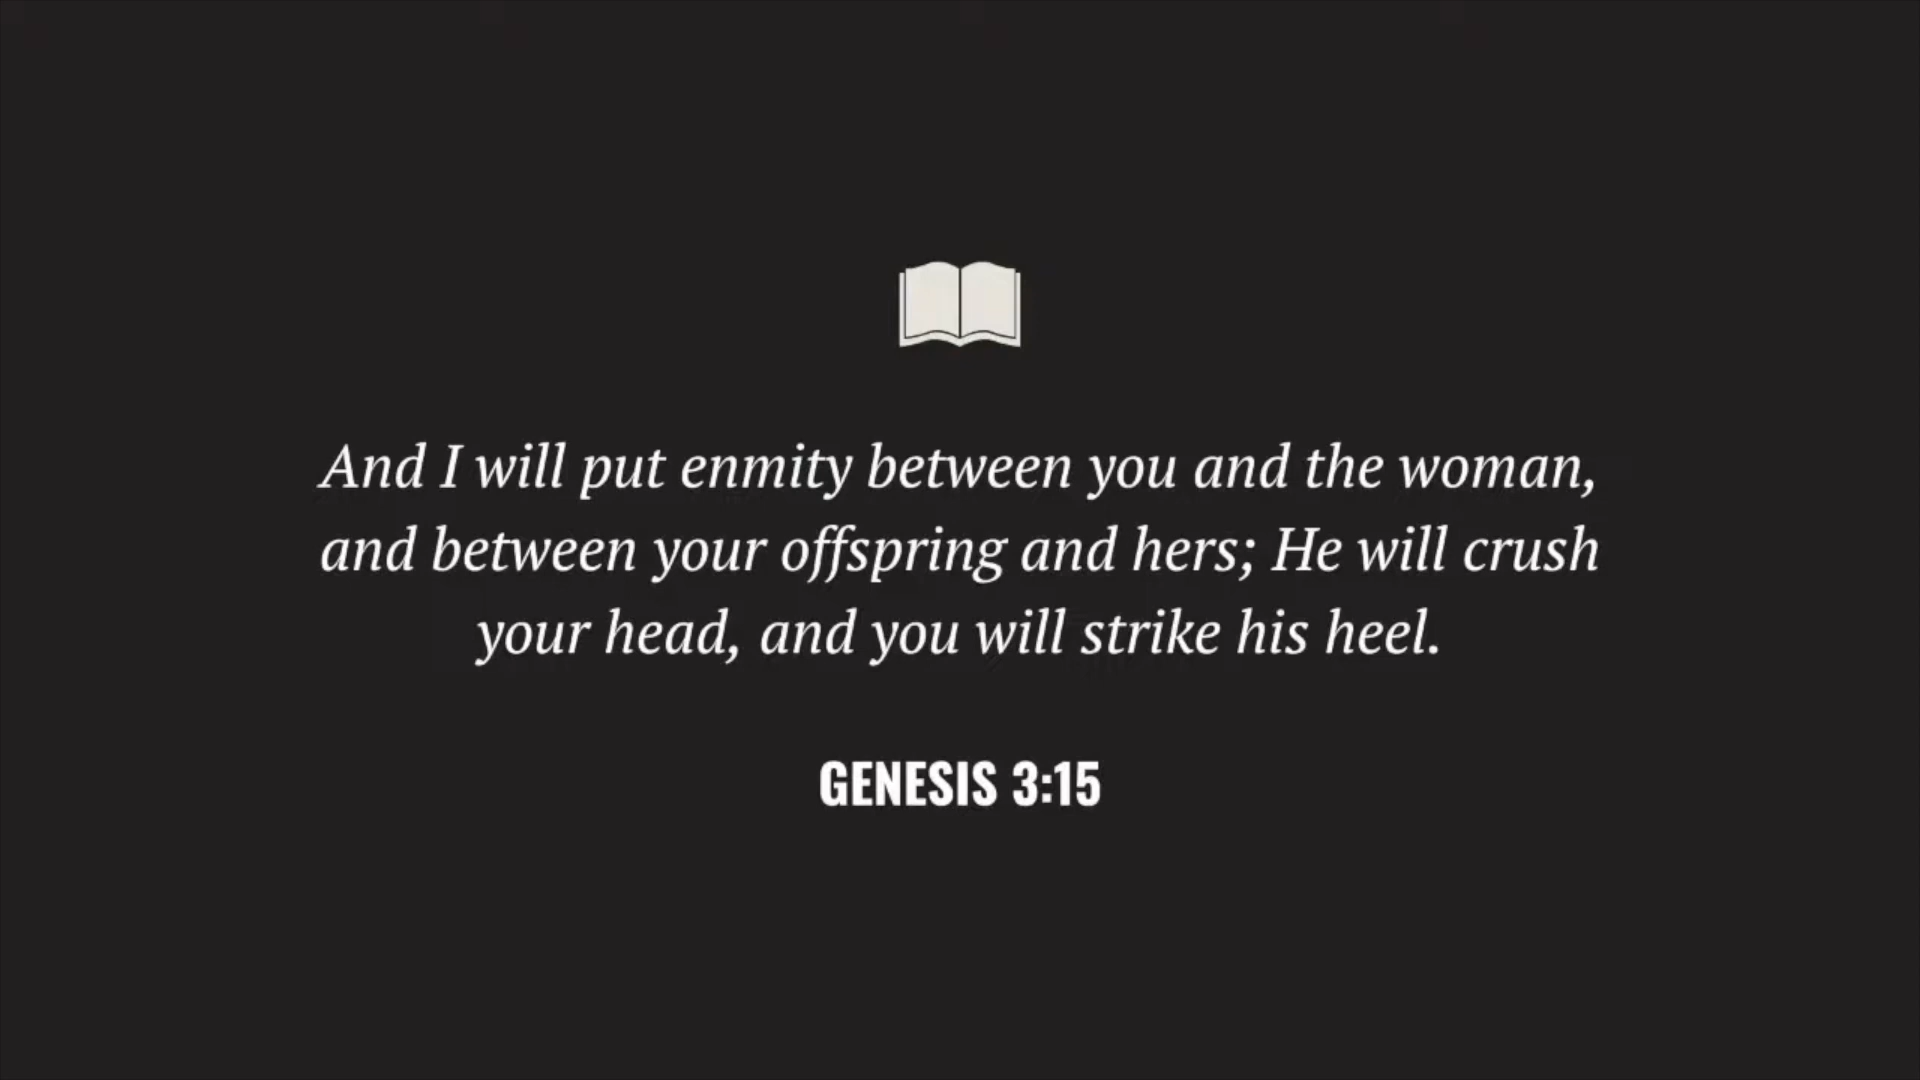 And I will put enmity between you and the woman,
and between your offspring and hers; He will crush
your head, and you will strike his heel.
GENESIS 3:15